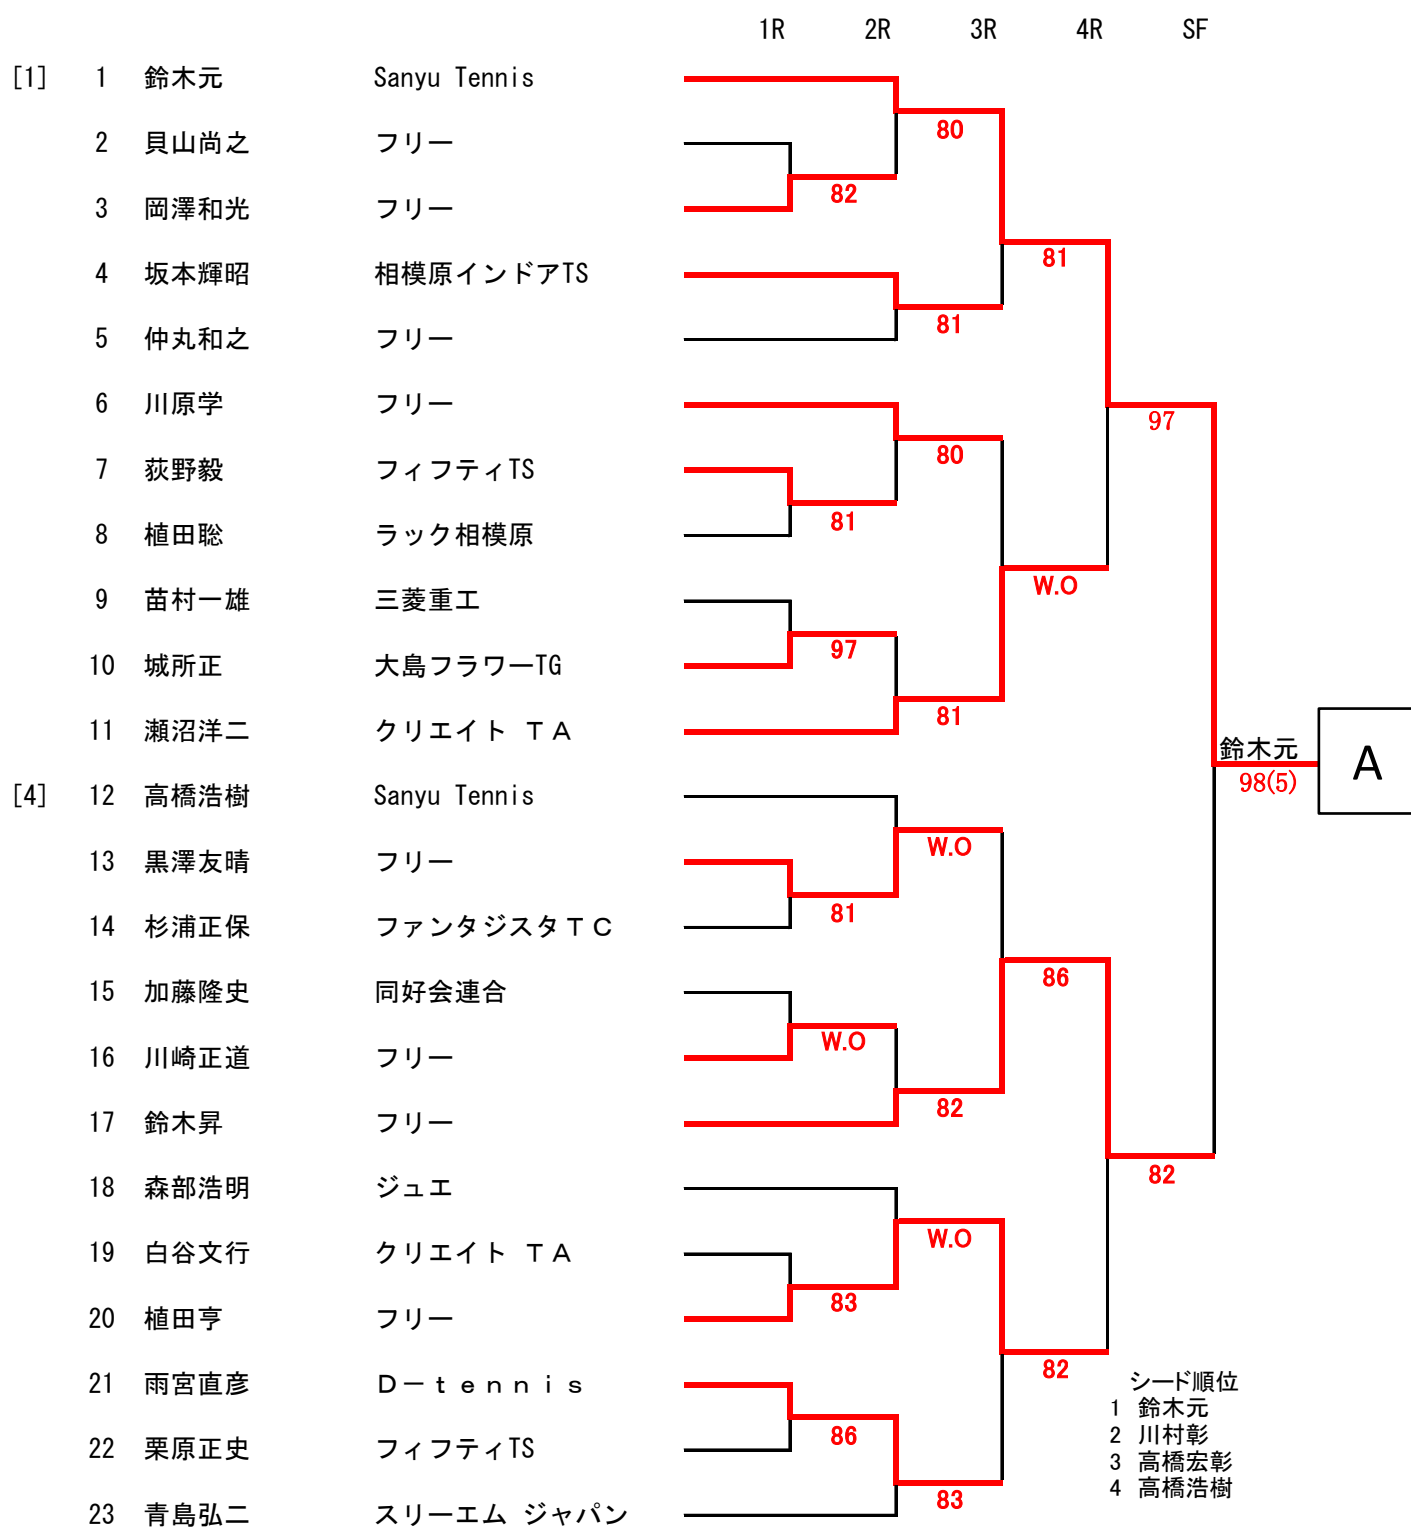 1R 2R 3R 4R SF
[1] 1 鈴木元 Sanyu Tennis
80
2 貝山尚之 フリー
82
3 岡澤和光 フリー
81
4 坂本輝昭 相模原インドアTS
81
5 仲丸和之 フリー
6 川原学 フリー
97
80
7 荻野毅 フィフティTS
81
8 植田聡 ラック相模原
W.O
9 苗村一雄 三菱重工
97
10 城所正 大島フラワーTG
81
11 瀬沼洋二 クリエイト ＴＡ
鈴木元
A
98(5)
[4] 12 高橋浩樹 Sanyu Tennis
W.O
13 黒澤友晴 フリー
81
14 杉浦正保 ファンタジスタＴＣ
86
15 加藤隆史 同好会連合
W.O
16 川崎正道 フリー
82
17 鈴木昇 フリー
82
18 森部浩明 ジュエ
W.O
19 白谷文行 クリエイト ＴＡ
83
20 植田亨 フリー
82
21 雨宮直彦 Ｄ－ｔｅｎｎｉｓ
86
22 栗原正史 フィフティTS
83
23 青島弘二 スリーエム ジャパン
シード順位
1 鈴木元
2 川村彰
3 高橋宏彰
4 高橋浩樹